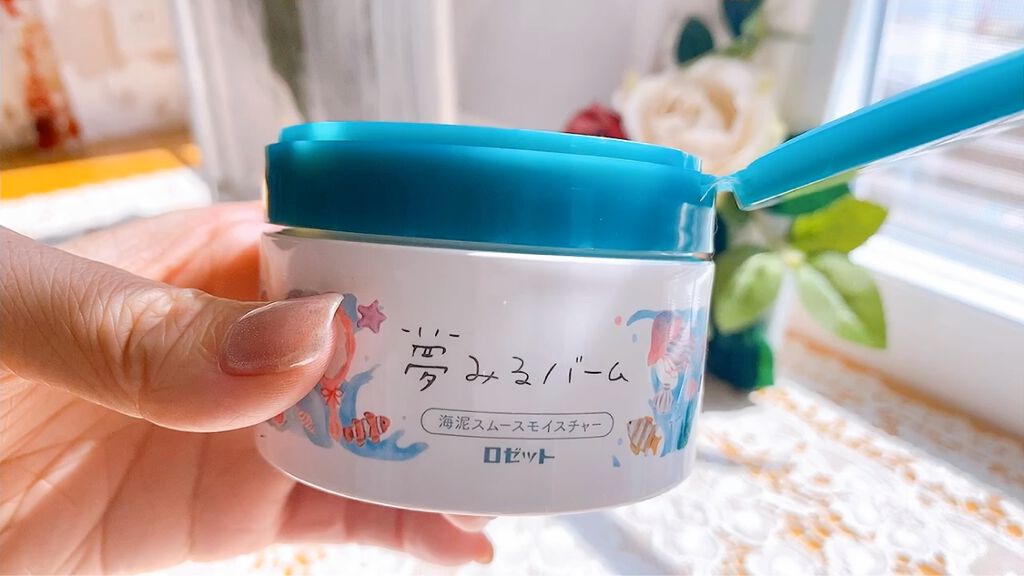 夢みるバーム
海泥スムースモイスチャー
ロゼット